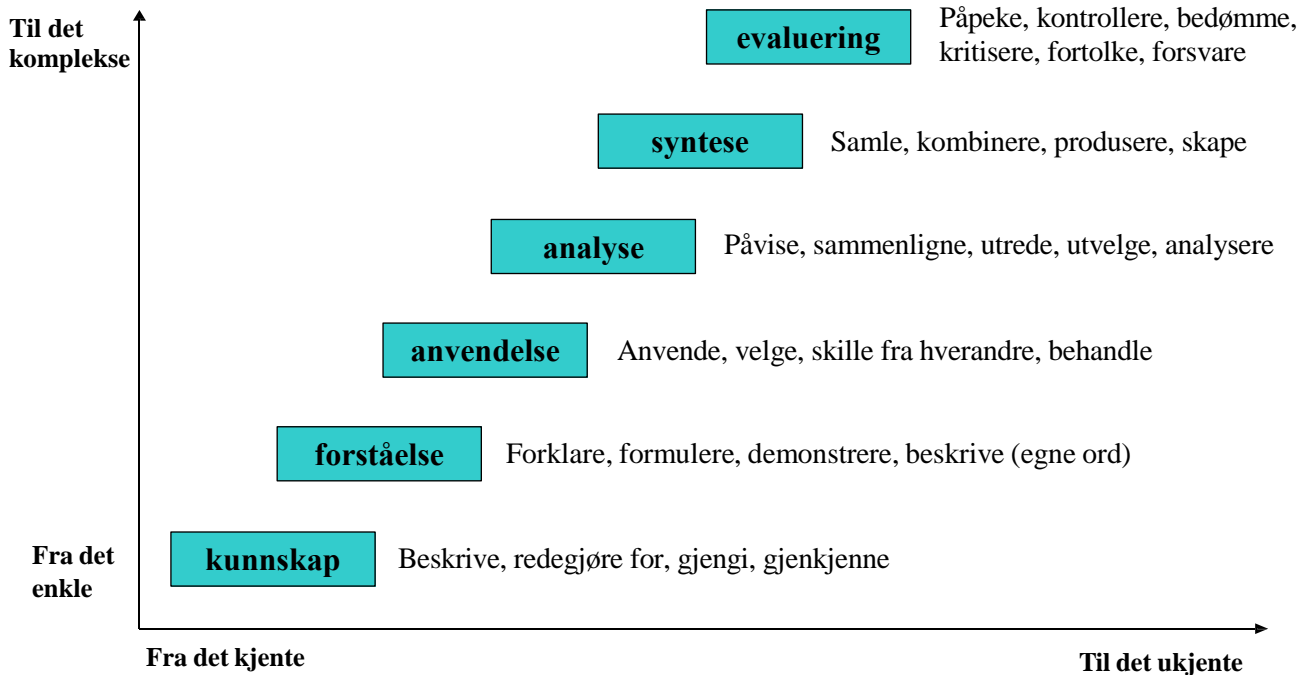 Til det
komplekse
evaluering
Påpeke, kontrollere, bedømme,
kritisere, fortolke, forsvare
syntese
Samle, kombinere, produsere, skape
analyse
Påvise, sammenligne, utrede, utvelge, analysere
anvendelse
Anvende, velge, skille fra hverandre, behandle
forståelse
Forklare, formulere, demonstrere, beskrive (egne ord)
Fra det
enkle
kunnskap
Beskrive, redegjøre for, gjengi, gjenkjenne
Fra det kjente
Til det ukjente